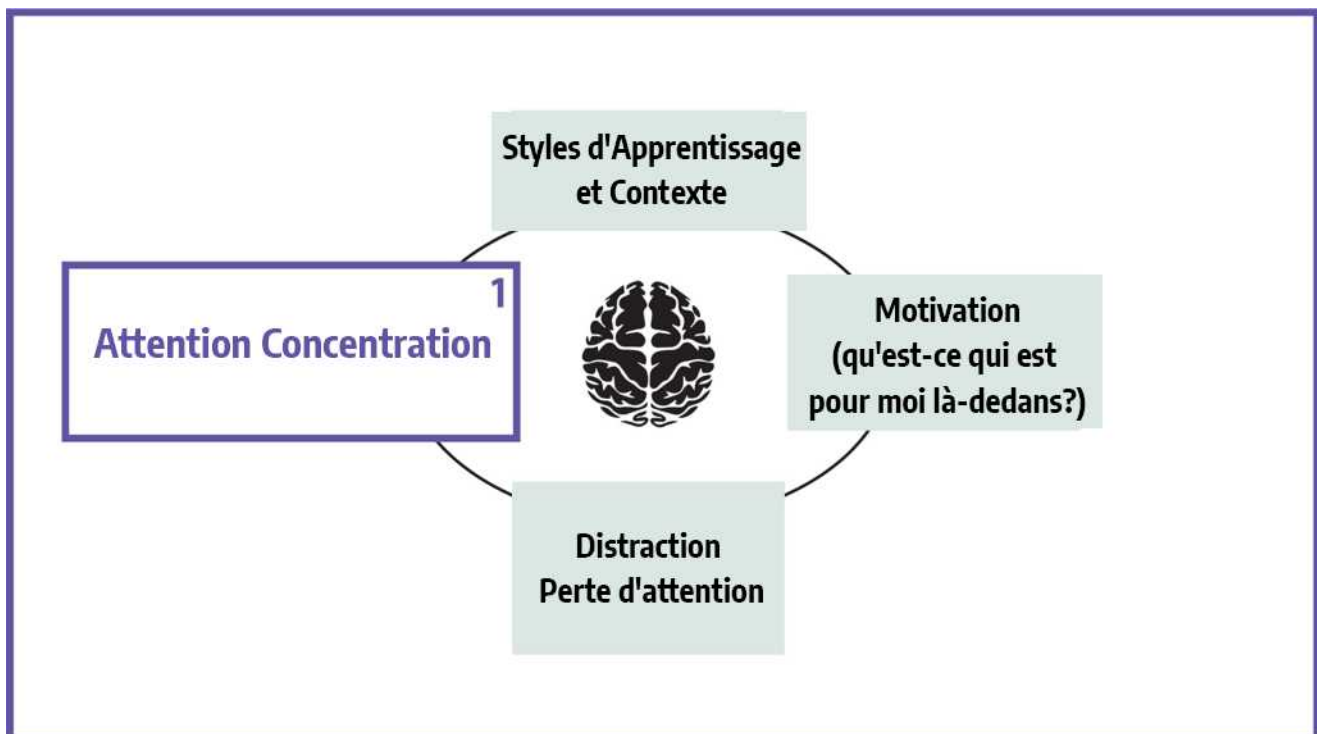 Styles d'Apprentissage
et Contexte
1
Attention Concentration
Motivation
(qu'est-ce qui est
pour moi là-dedans?)
Distraction
Perte d'attention